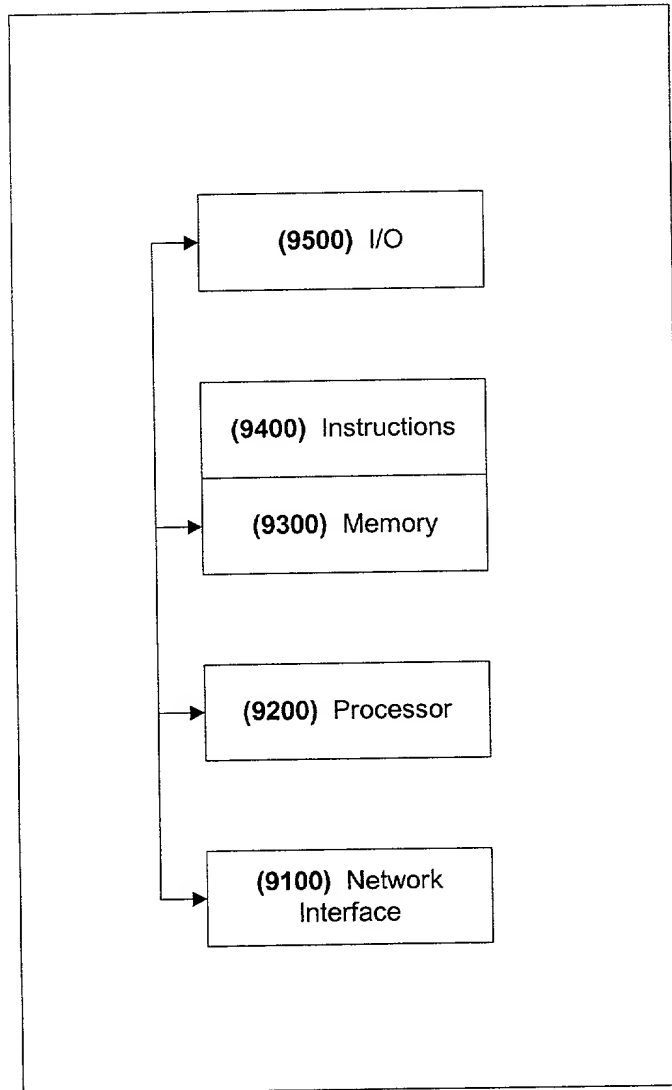 (9500) I/O
(9400) Instructions
(9300) Memory
(9200) Processor
(9100) Network
Interface